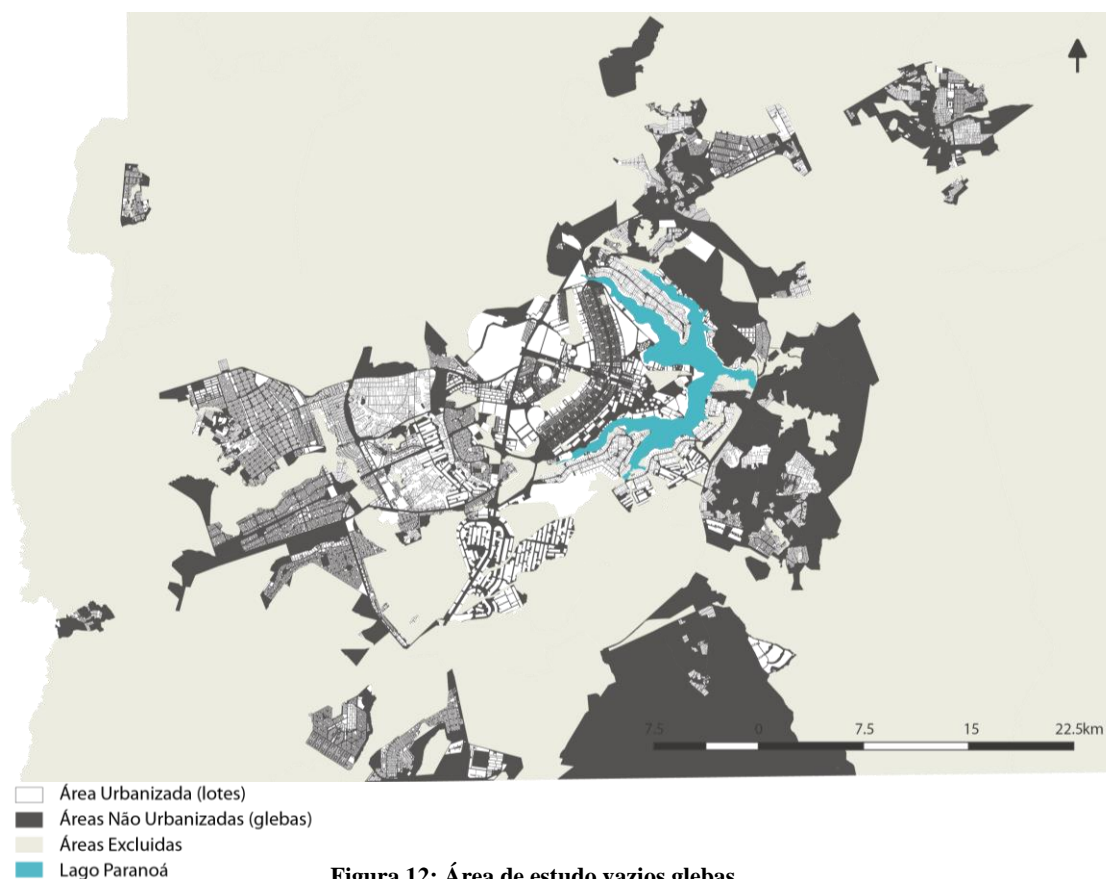 7.5 0 7.5 15 22.5km
Área Urbanizada (lotes)
Áreas Não Urbanizadas (glebas)
Áreas Excluidas
Lago Paranoá
Figura 12: Área de estudo vazios glebas